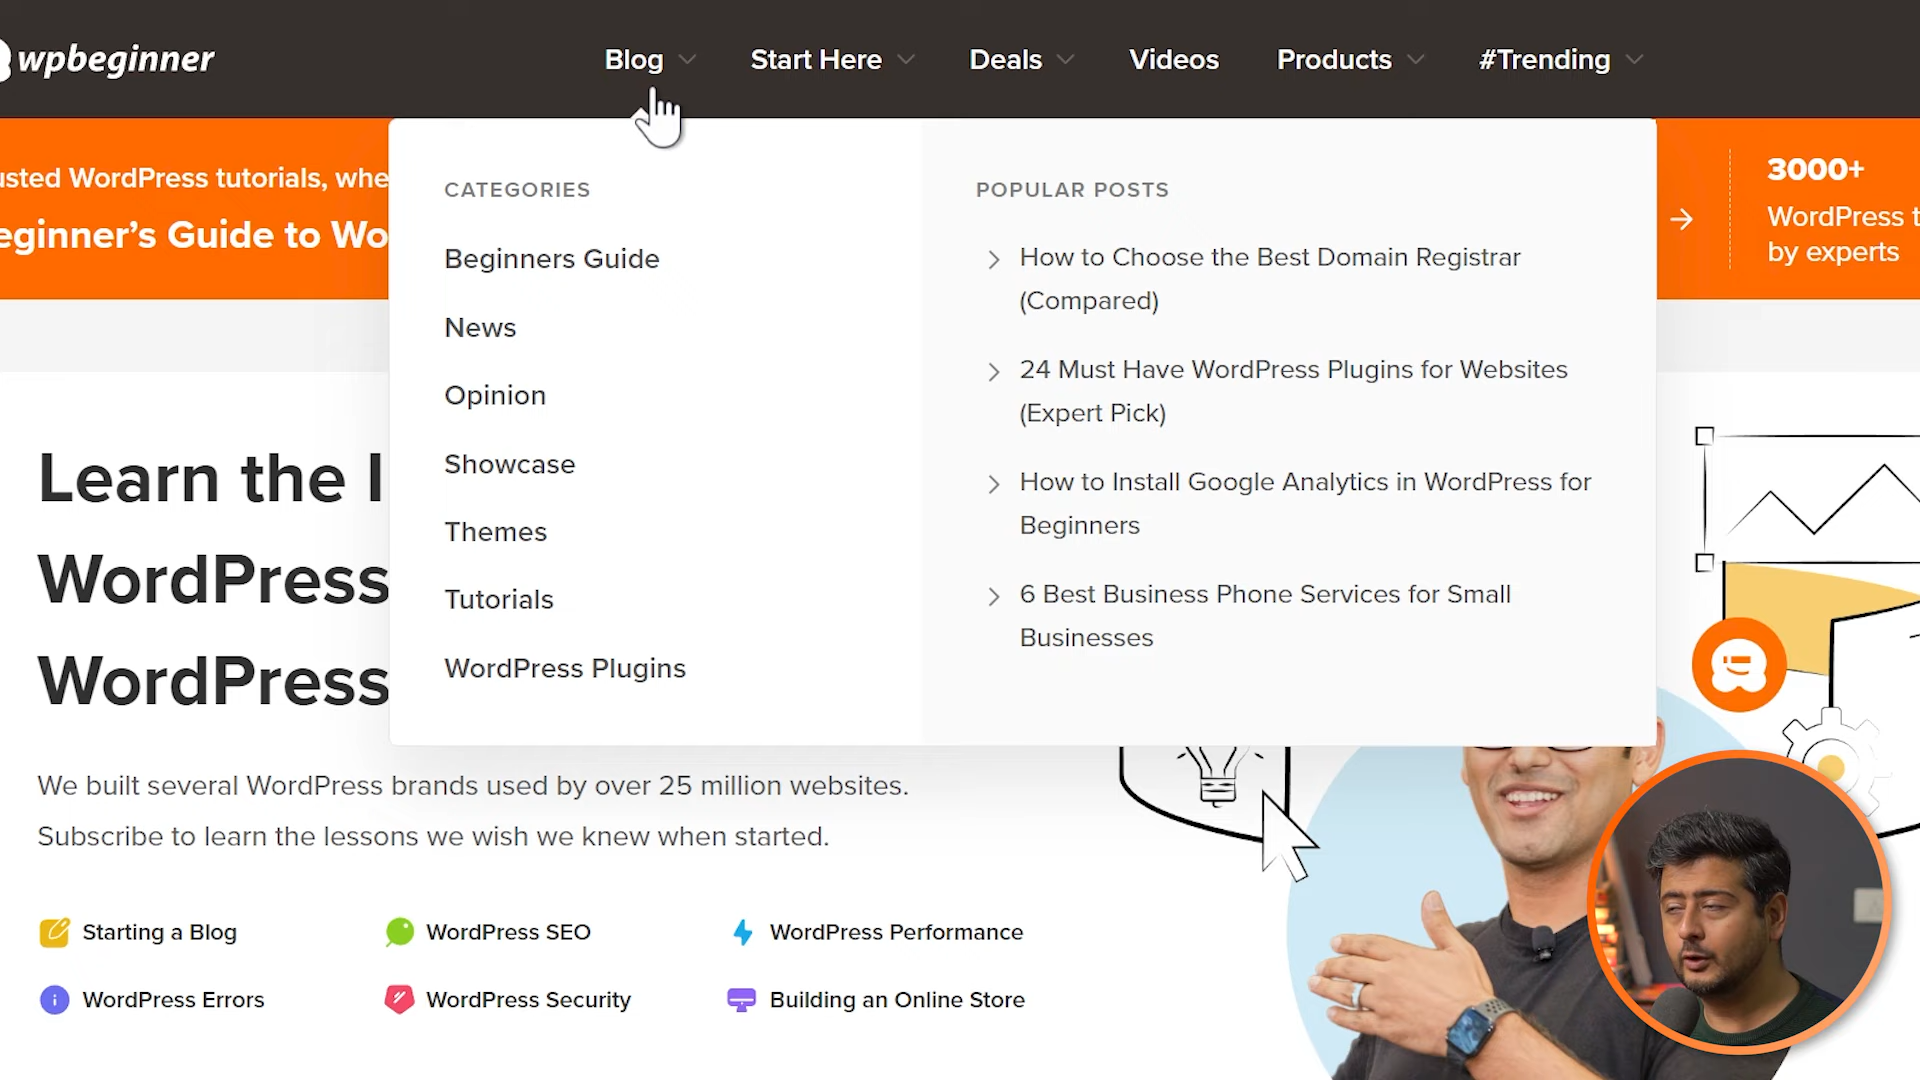 wpbeginner
Blog
Start Here
Deals
Videos
Products
#Trending
usted WordPress tutorials, whe
eginner's Guide to Wo
3000+
WordPress t
by experts
CATEGORIES
Beginners Guide
News
Opinion
Showcase
Themes
Tutorials
WordPress Plugins
POPULAR POSTS
How to Choose the Best Domain Registrar
(Compared)
24 Must Have WordPress Plugins for Websites
(Expert Pick)
How to Install Google Analytics in WordPress for
Beginners
6 Best Business Phone Services for Small
Businesses
Learn the
WordPress
WordPress
We built several WordPress brands used by over 25 million websites.
Subscribe to learn the lessons we wish we knew when started.
Starting a Blog
WordPress SEO
WordPress Performance
WordPress Errors
WordPress Security
Building an Online Store